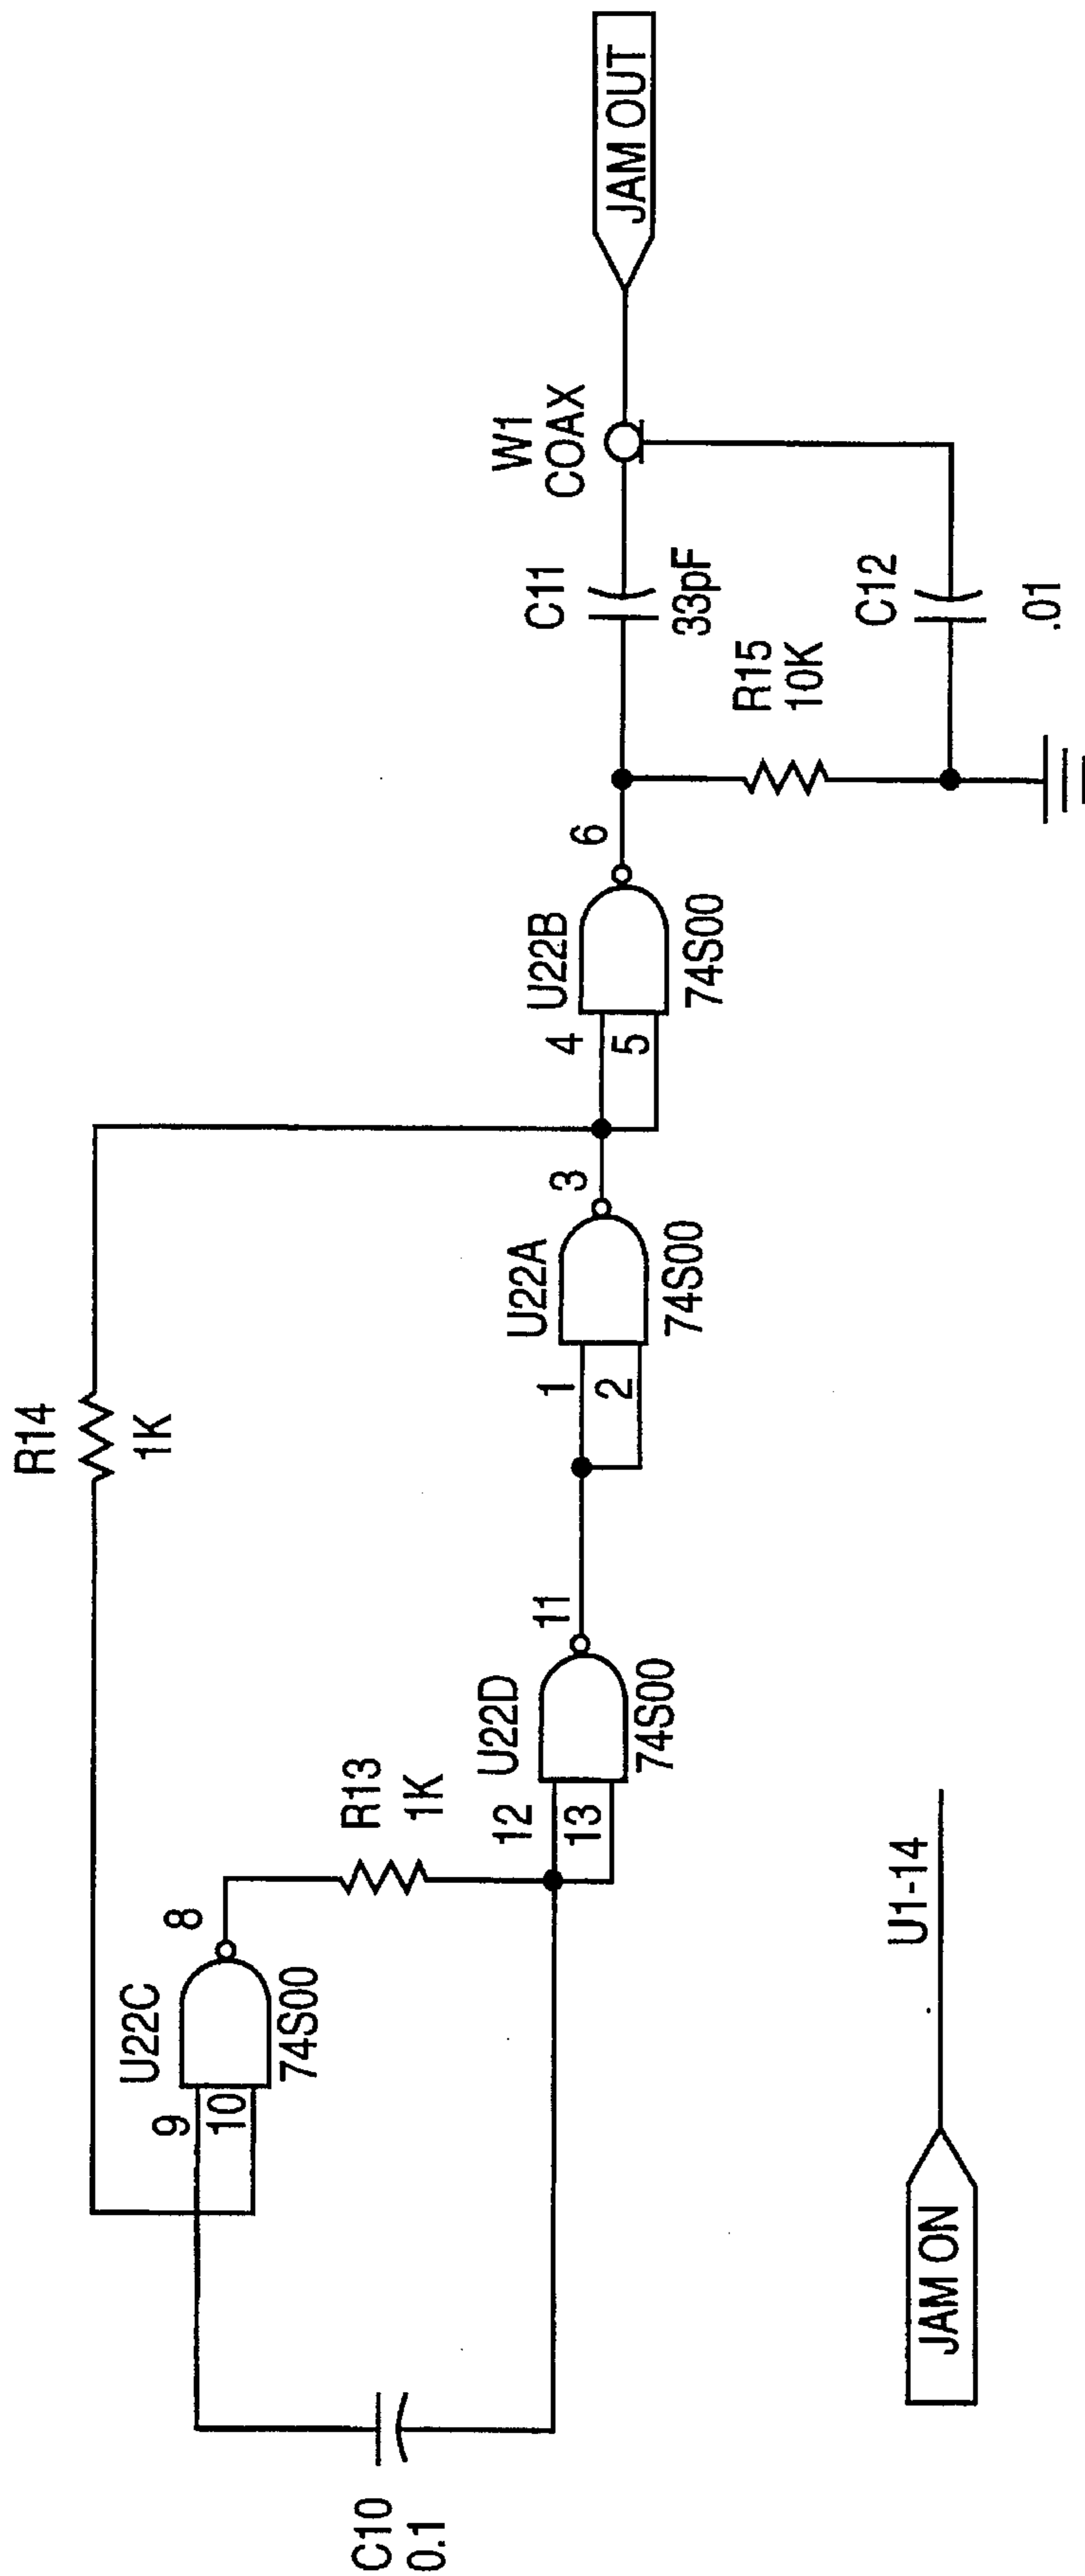 R14
1K
U22C
9
10
8
74S00
C10
0.1
R13
1K
U22D
12
13
11
74S00
U22A
1
2
3
74S00
U22B
4
5
6
74S00
C11
33pF
W1
COAX
JAM OUT
R15
10K
C12
.01
JAM ON
U1-14